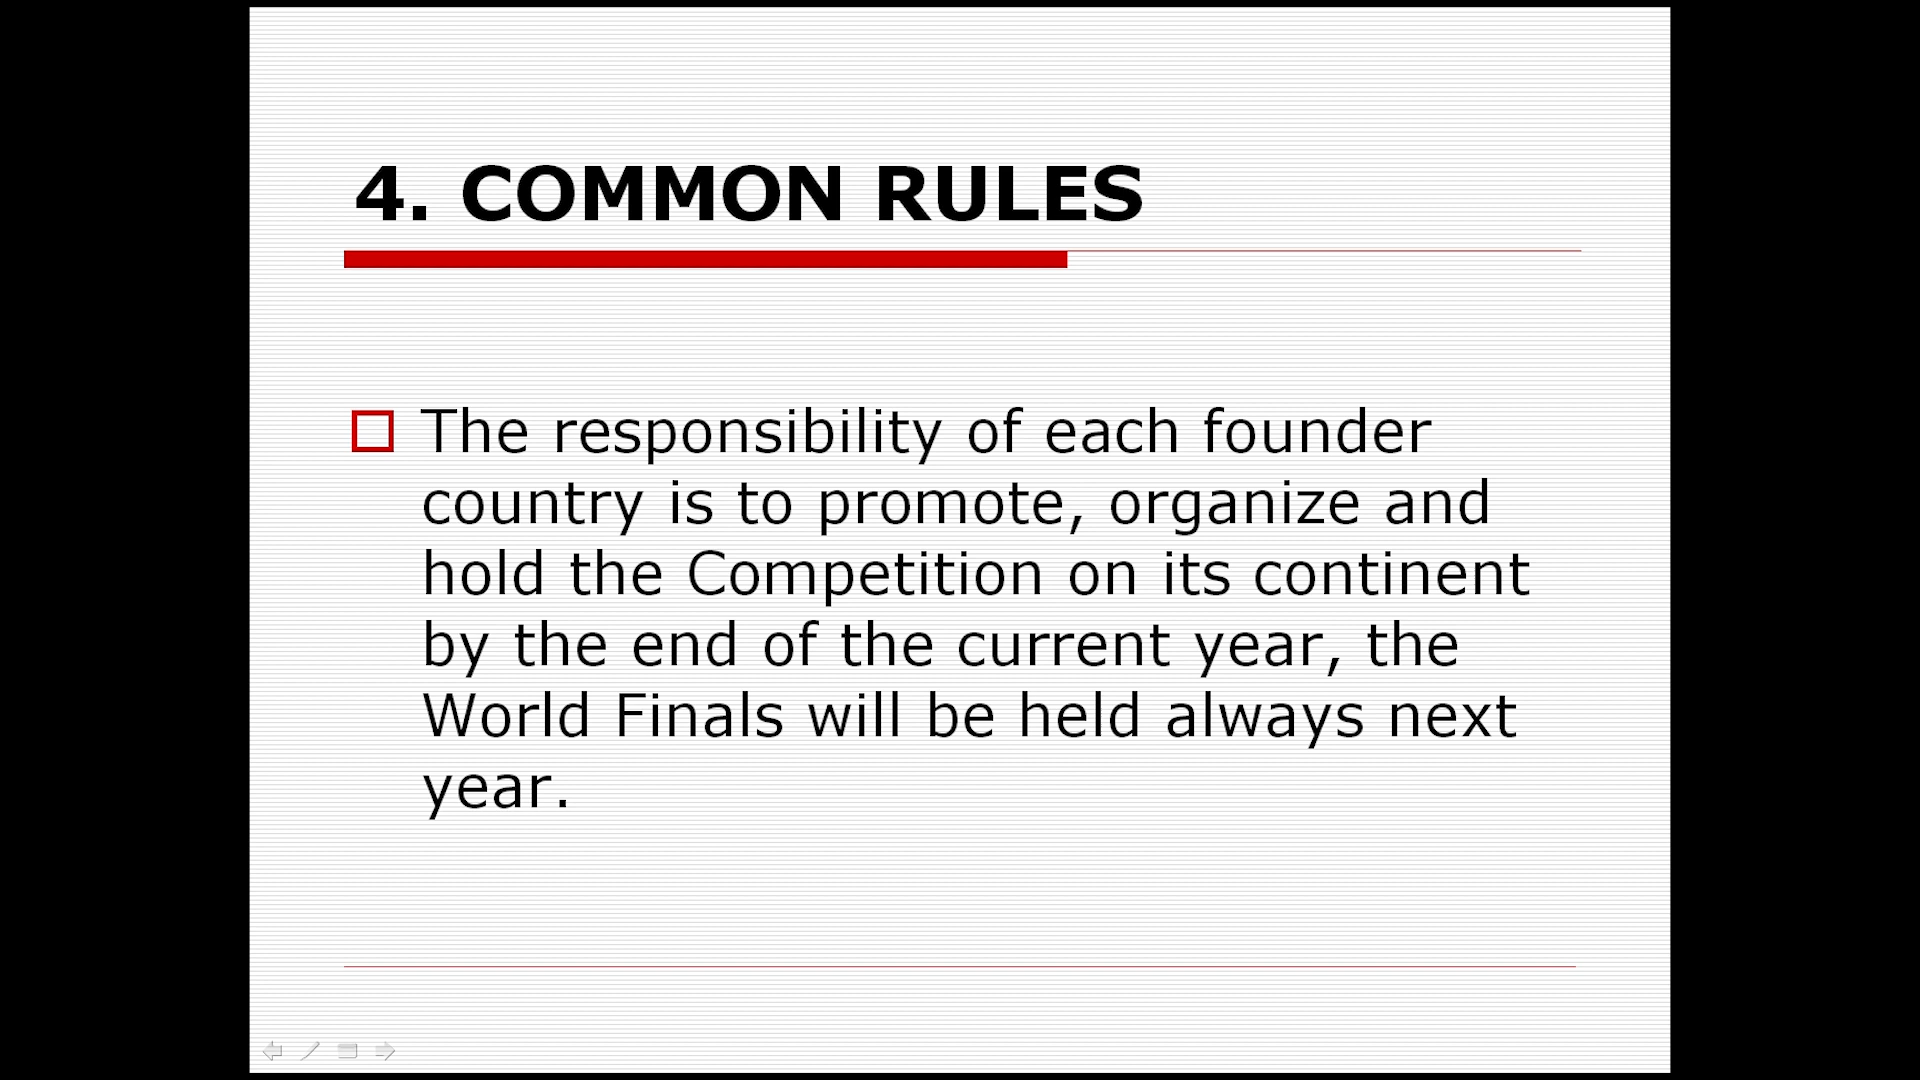 4. COMMON RULES
The responsibility of each founder
country is to promote, organize and
hold the Competition on its continent
by the end of the current year, the
World Finals will be held always next
year.